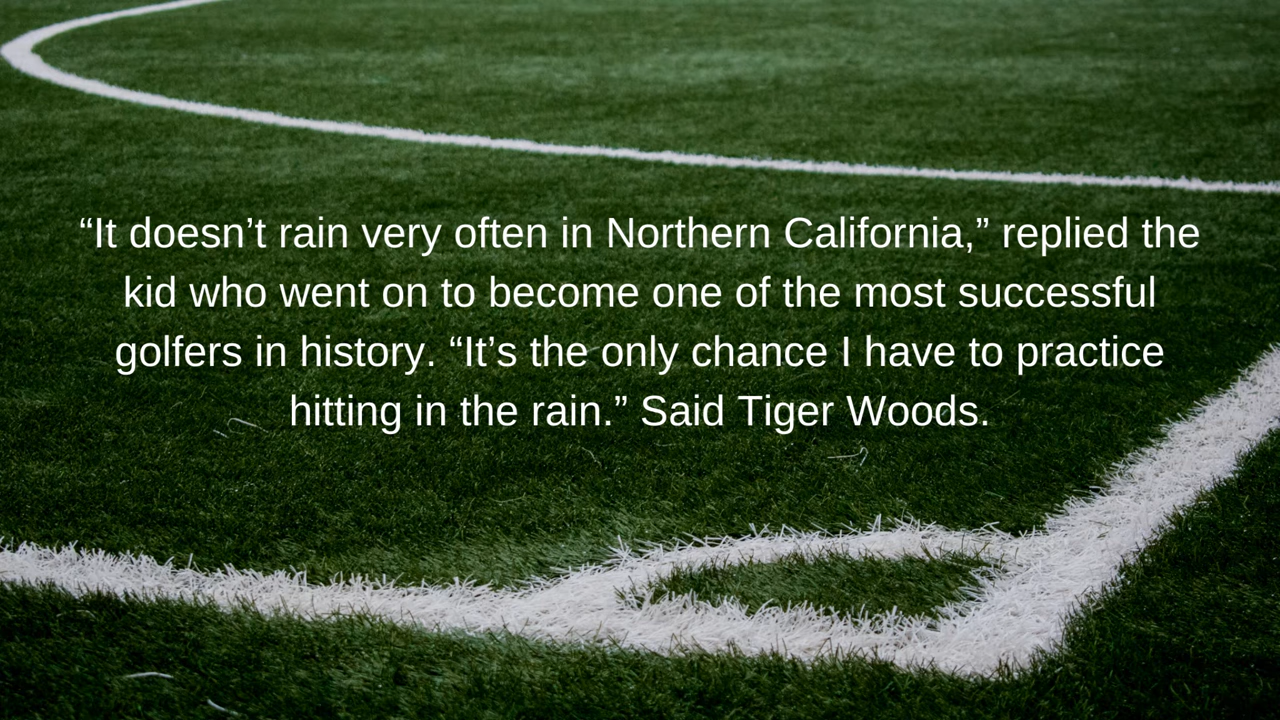 “It doesn’t rain very often in Northern California,” replied the
kid who went on to become one of the most successful
golfers in history. “It’s the only chance I have to practice
hitting in the rain.” Said Tiger Woods.